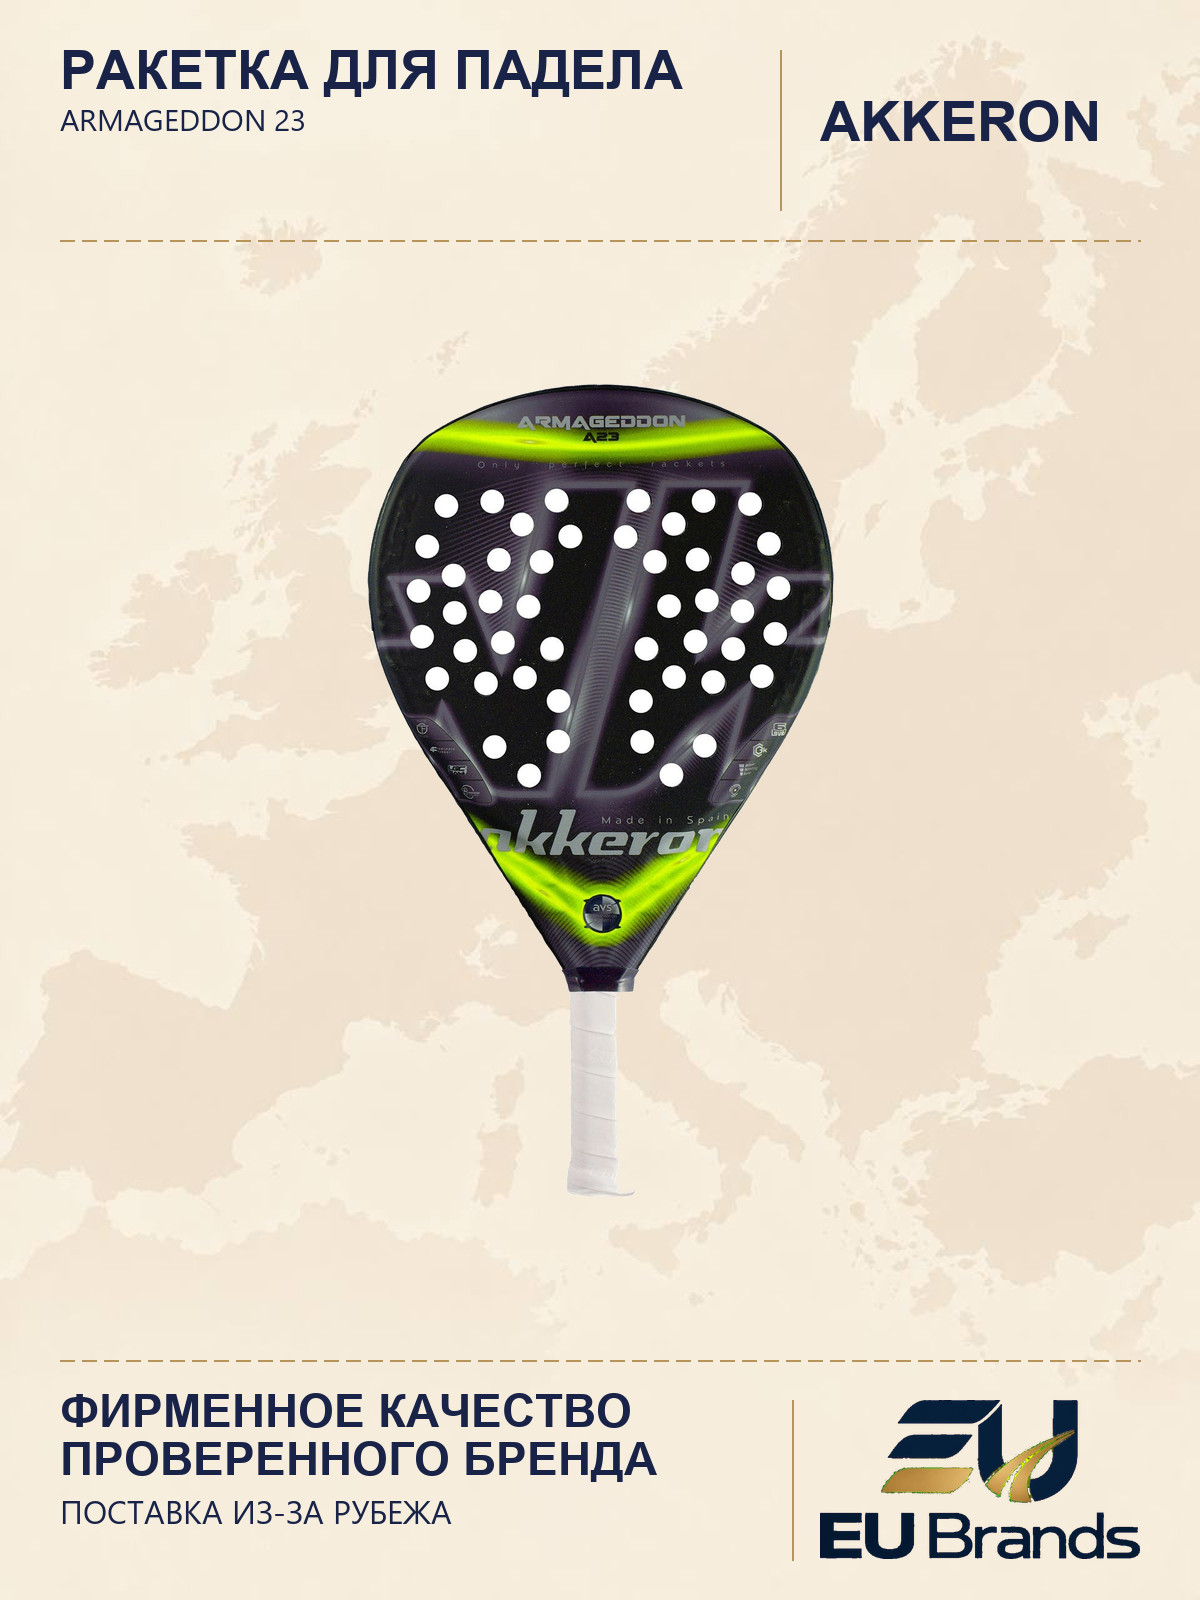 РАКЕТКА ДЛЯ ПАДЕЛА
ARMAGEDDON 23
AKKERON
ARMAGEDDON
A23
Only perfect rackets
Made in Spain
akkeron
avs
ФИРМЕННОЕ КАЧЕСТВО
ПРОВЕРЕННОГО БРЕНДА
ПОСТАВКА ИЗ-ЗА РУБЕЖА
EU
EU Brands